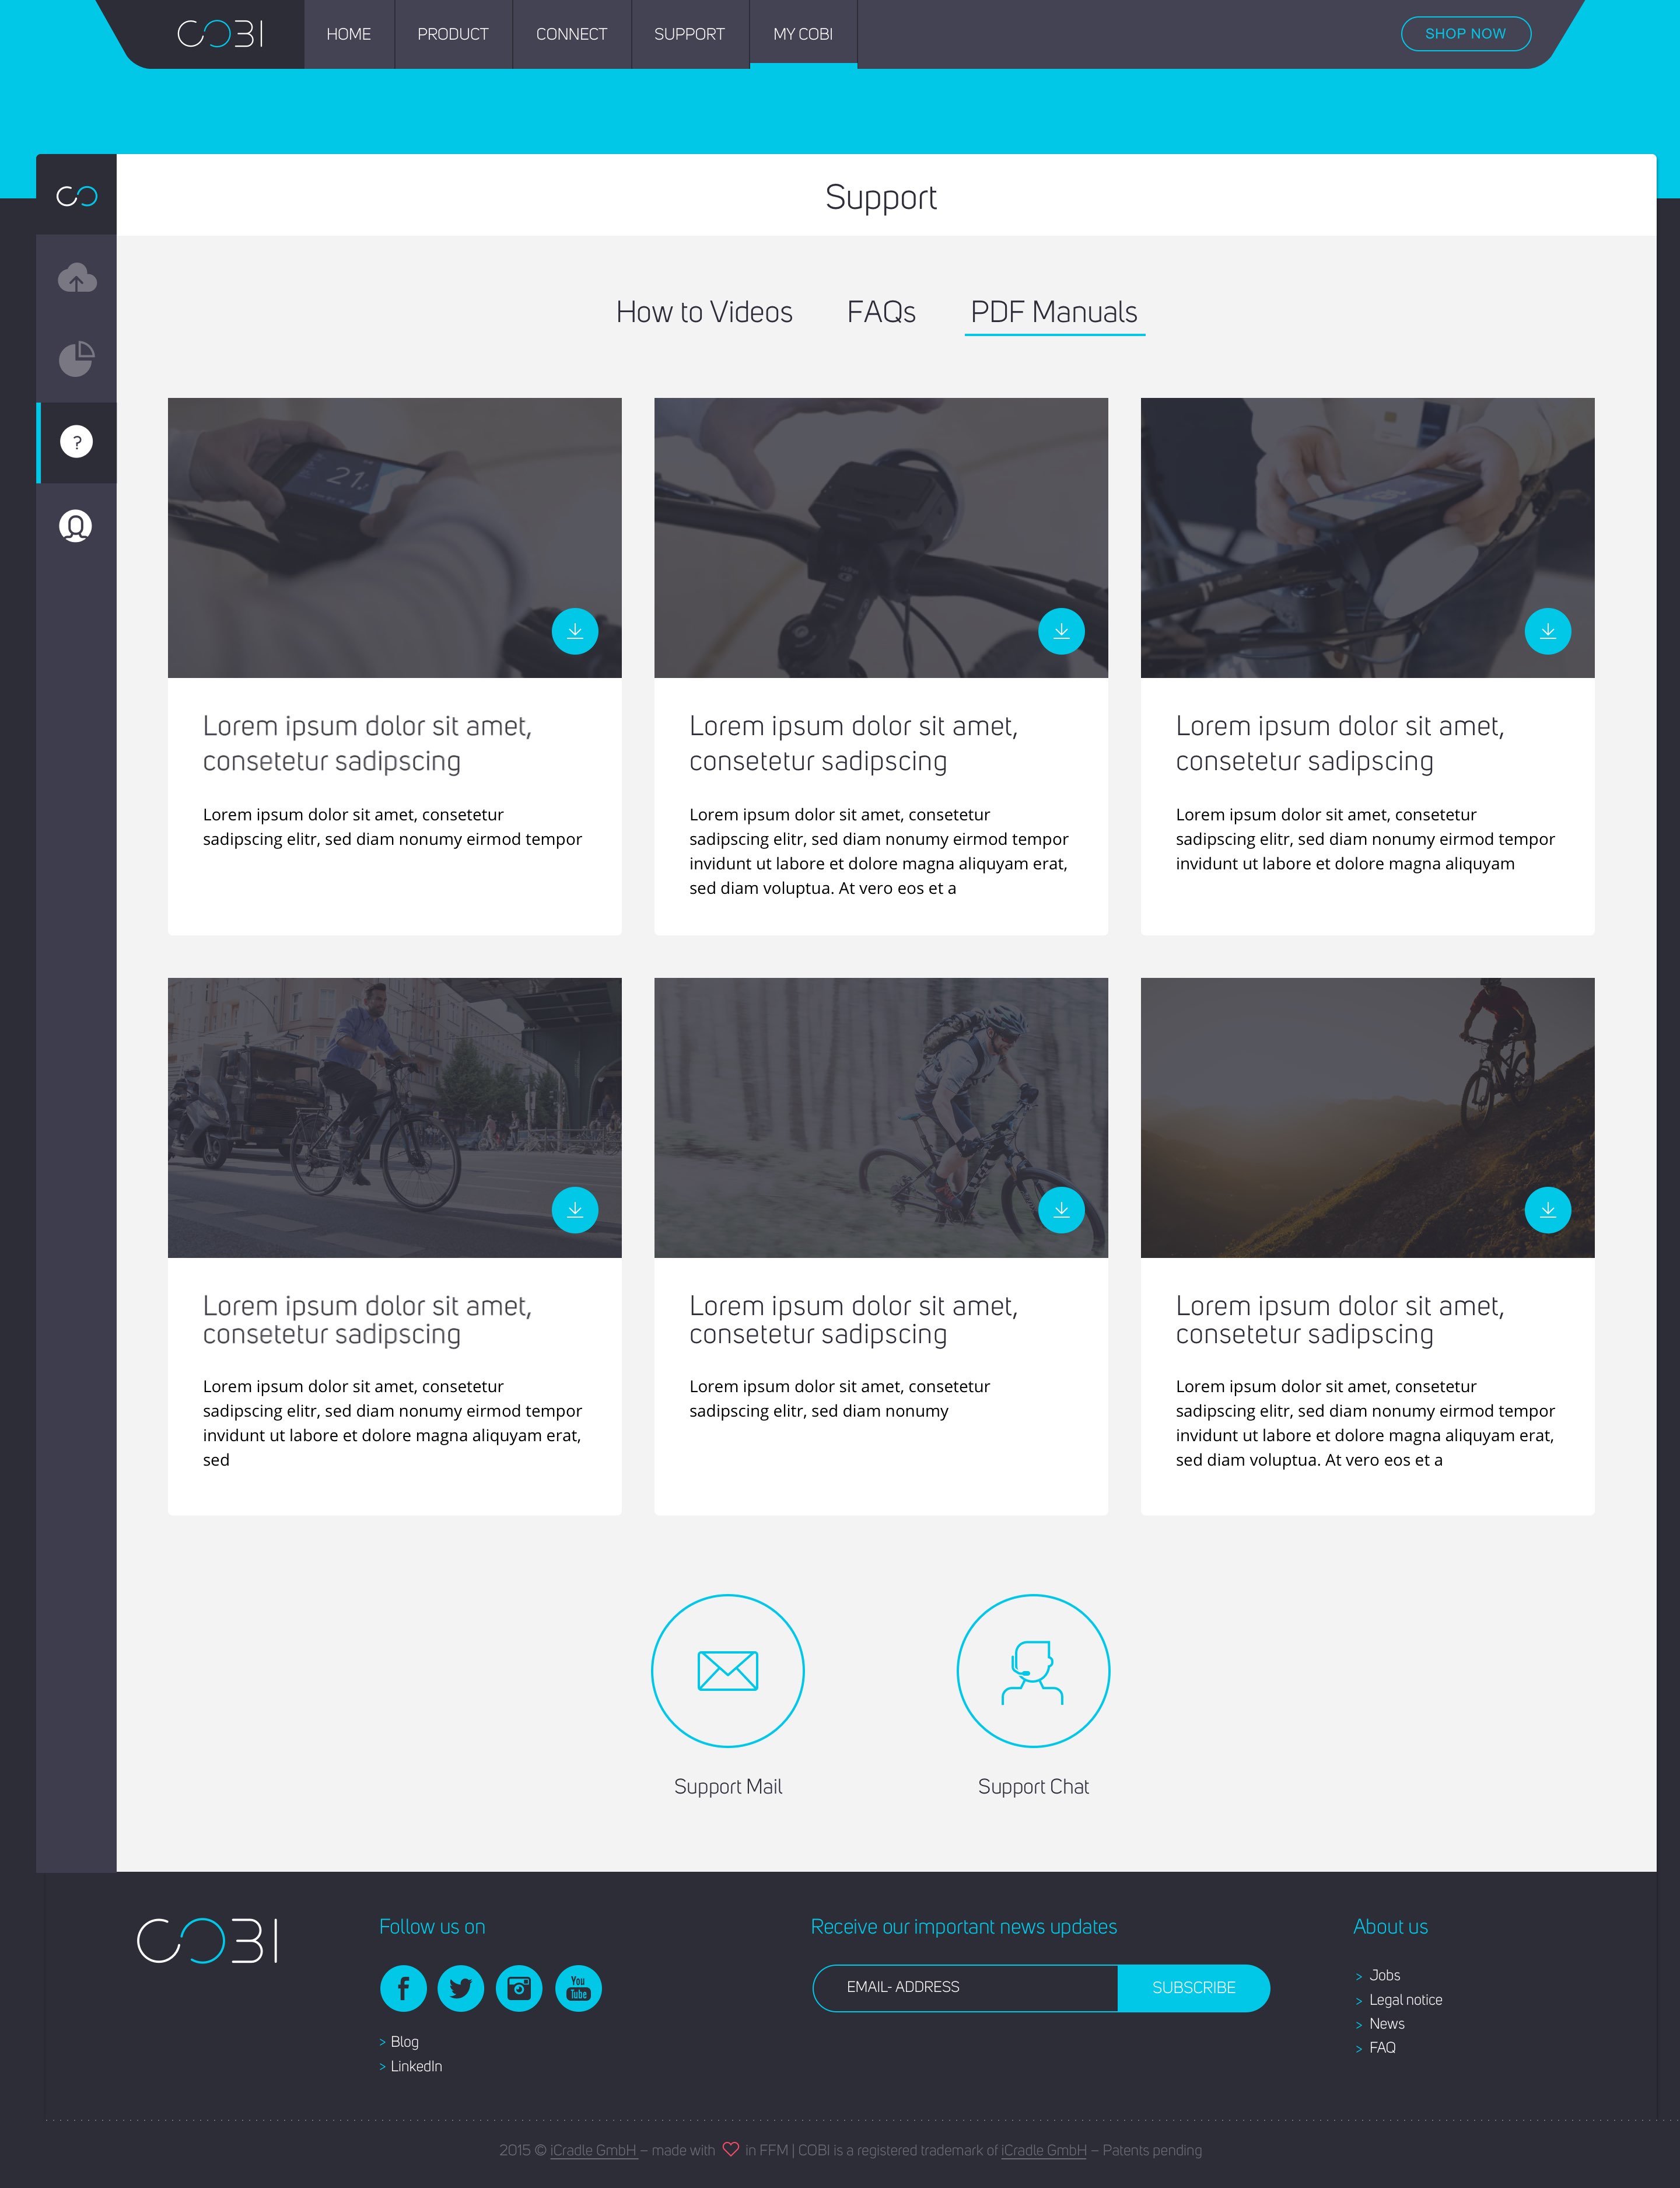 COBI
HOME
PRODUCT
CONNECT
SUPPORT
MY COBI
SHOP NOW
CO
Support
?
How to Videos
FAQs
PDF Manuals
21
Lorem ipsum dolor sit amet,
consetetur sadipscing
Lorem ipsum dolor sit amet, consetetur
sadipscing elitr, sed diam nonumy eirmod tempor
Lorem ipsum dolor sit amet,
consetetur sadipscing
Lorem ipsum dolor sit amet, consetetur
sadipscing elitr, sed diam nonumy eirmod tempor
invidunt ut labore et dolore magna aliquyam erat,
sed diam voluptua. At vero eos et a
Lorem ipsum dolor sit amet,
consetetur sadipscing
Lorem ipsum dolor sit amet, consetetur
sadipscing elitr, sed diam nonumy eirmod tempor
invidunt ut labore et dolore magna aliquyam
Lorem ipsum dolor sit amet,
consetetur sadipscing
Lorem ipsum dolor sit amet, consetetur
sadipscing elitr, sed diam nonumy eirmod tempor
invidunt ut labore et dolore magna aliquyam erat,
sed
Lorem ipsum dolor sit amet,
consetetur sadipscing
Lorem ipsum dolor sit amet, consetetur
sadipscing elitr, sed diam nonumy
Lorem ipsum dolor sit amet,
consetetur sadipscing
Lorem ipsum dolor sit amet, consetetur
sadipscing elitr, sed diam nonumy eirmod tempor
invidunt ut labore et dolore magna aliquyam erat,
sed diam voluptua. At vero eos et a
Support Mail
Support Chat
COBI
Follow us on
f
You
Tube
> Blog
> LinkedIn
Receive our important news updates
EMAIL- ADDRESS
SUBSCRIBE
About us
> Jobs
> Legal notice
> News
> FAQ
2015 © iCradle GmbH – made with ♡ in FFM | COBI is a registered trademark of iCradle GmbH – Patents pending